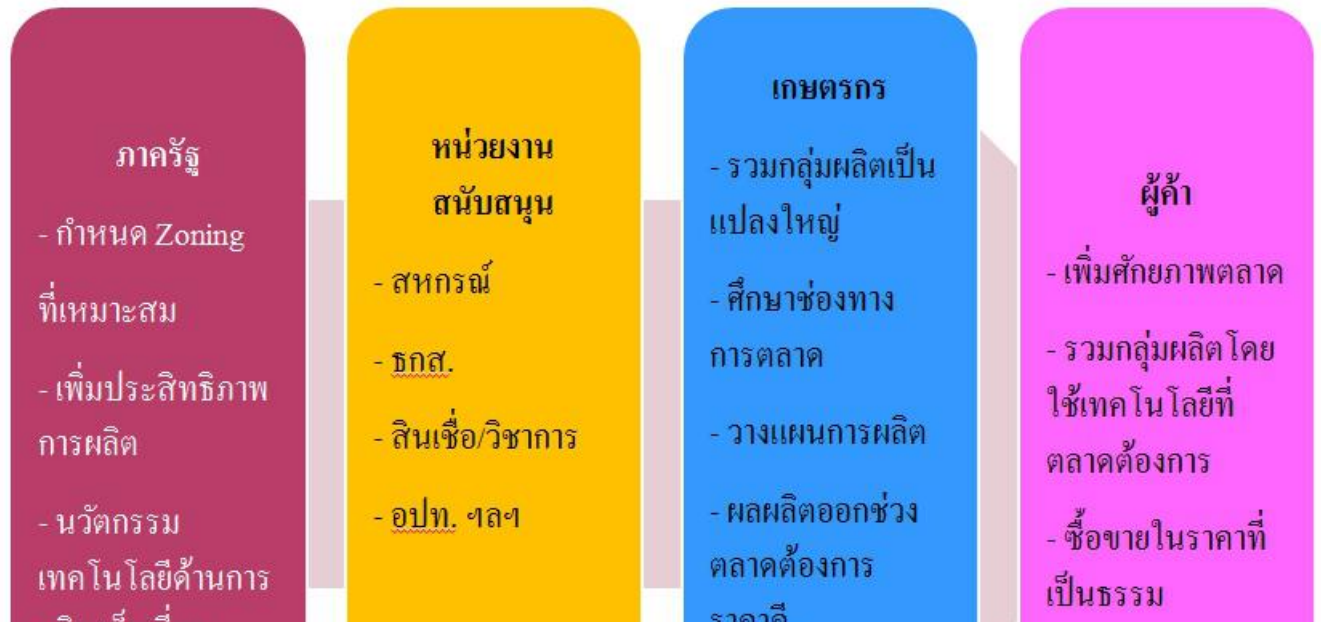 ภาครัฐ
- กำหนด Zoning
ที่เหมาะสม
- เพิ่มประสิทธิภาพ
การผลิต
- นวัตกรรม
เทคโนโลยีด้านการ
หน่วยงาน
สนับสนุน
- สหกรณ์
- ธกส.
- สินเชื่อ/วิชาการ
- อปท. ฯลฯ
เกษตรกร
- รวมกลุ่มผลิตเป็น
แปลงใหญ่
- ศึกษาช่องทาง
การตลาด
- วางแผนการผลิต
- ผลผลิตออกช่วง
ตลาดต้องการ
ราคาดี
ผู้ค้า
- เพิ่มศักยภาพตลาด
- รวมกลุ่มผลิตโดย
ใช้เทคโนโลยีที่
ตลาดต้องการ
- ซื้อขายในราคาที่
เป็นธรรม